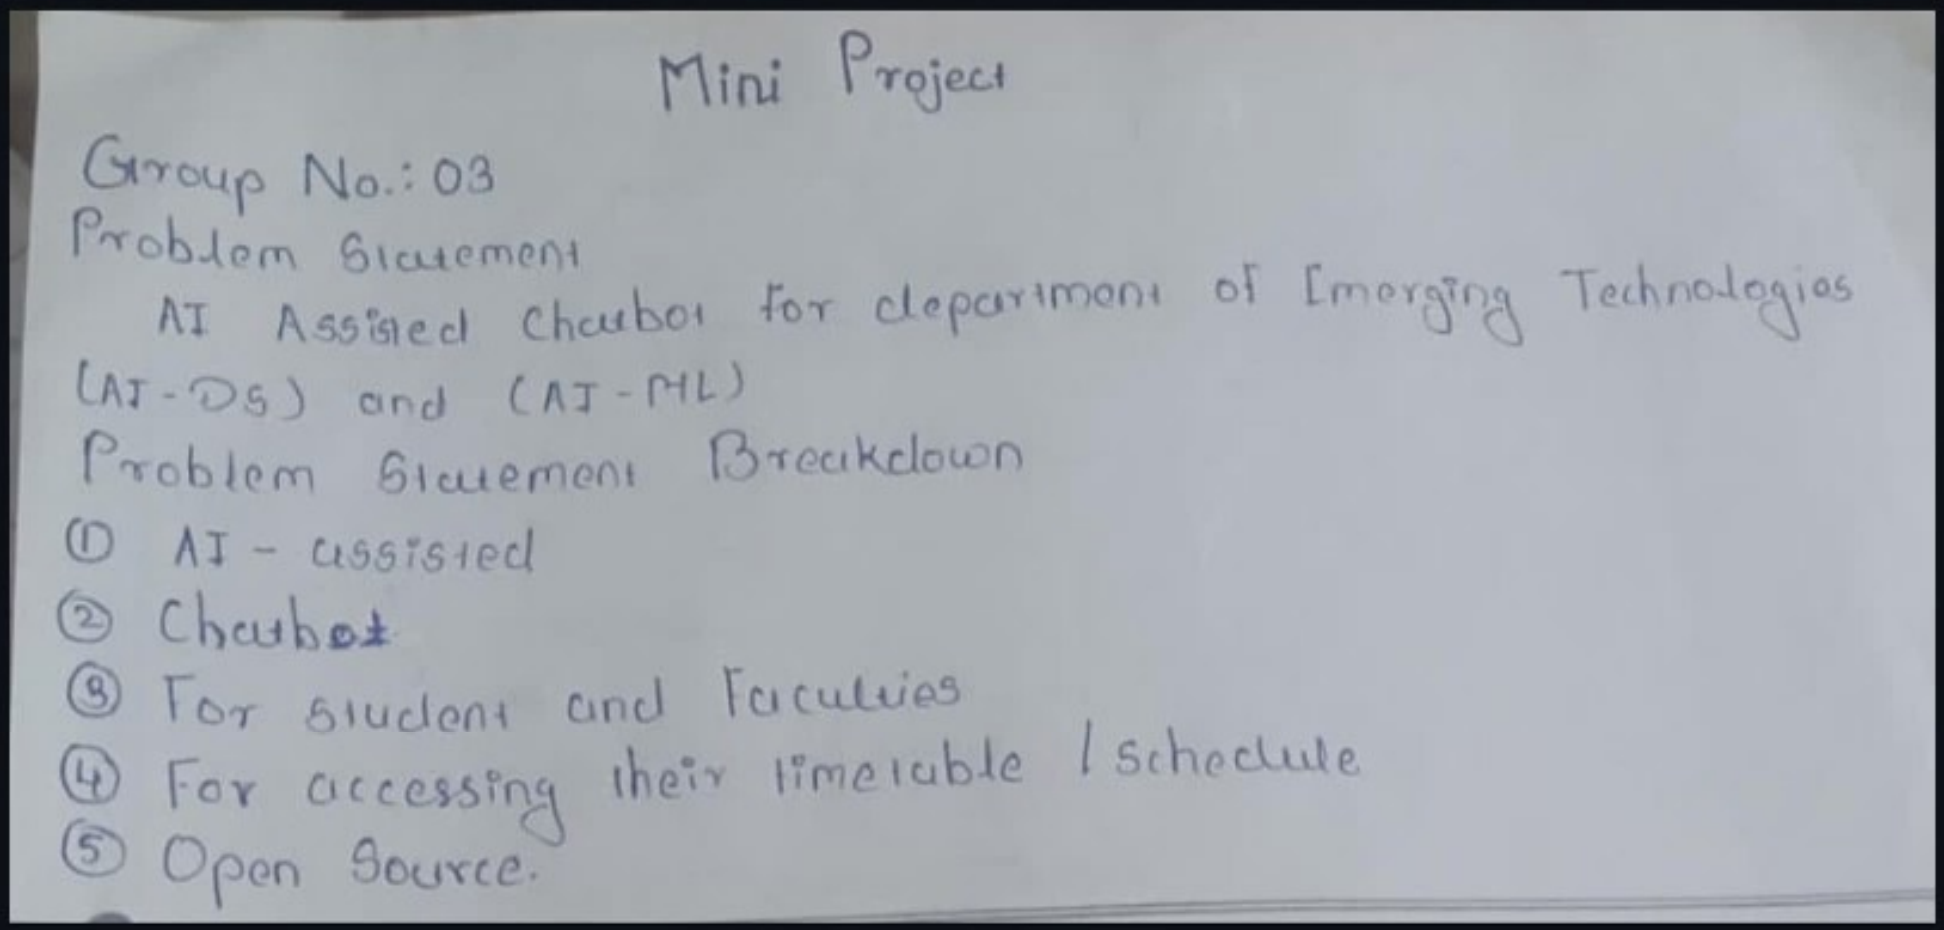 Mini Project
Group No.: 03
Problem Statement
AI Assisted Chatbot for department of Emerging Technologies
(AI-DS) and (AI-ML)
Problem Statement Breakdown
① AI - assisted
② Chatbot
③ For student and Faculties
④ For accessing their timetable / schedule
⑤ Open Source.